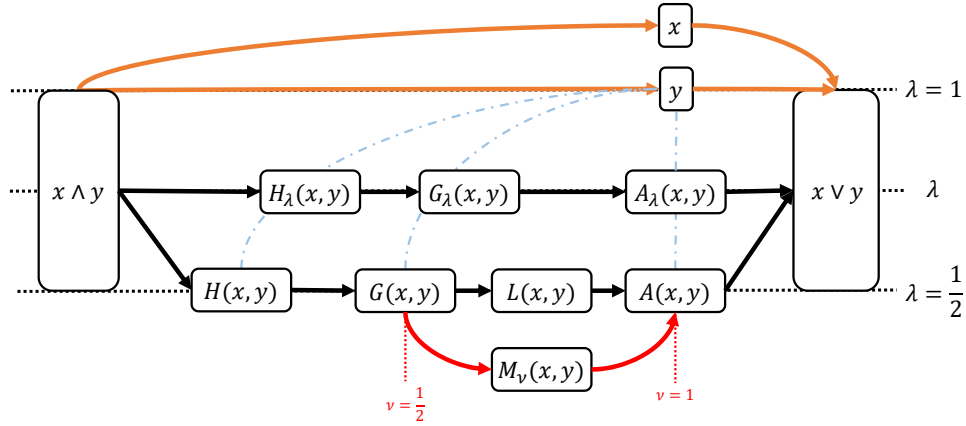 x
y
λ = 1
x ∧ y
H_λ(x, y)
G_λ(x, y)
A_λ(x, y)
x ∨ y
λ
H(x, y)
G(x, y)
L(x, y)
A(x, y)
λ = 1/2
M_ν(x, y)
ν = 1/2
ν = 1